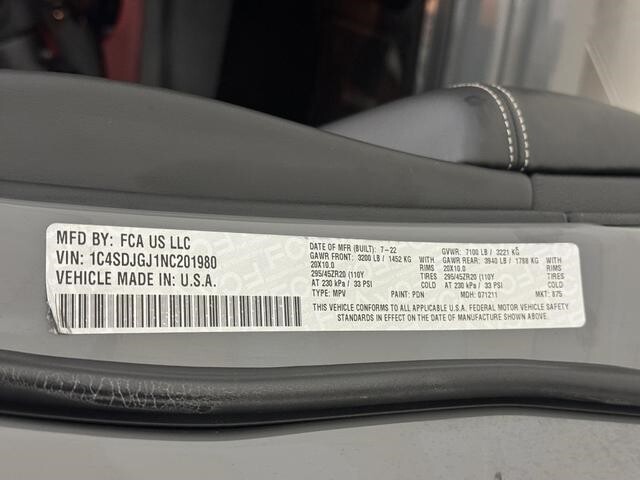 MFD BY: FCA US LLC
VIN: 1C4SDJGJ1NC201980
VEHICLE MADE IN: U.S.A.
DATE OF MFR (BUILT): 7-22 GVWR: 7100 LB / 3221 KG
GAWR FRONT: 3200 LB / 1452 KG WITH GAWR REAR: 3940 LB / 1788 KG WITH
20X10.0 RIMS 20X10.0 RIMS
295/45ZR20 (110Y TIRES 295/45ZR20 (110Y TIRES
AT 230 kPa / 33 PSI COLD AT 230 kPa / 33 PSI COLD
TYPE: MPV PAINT: PDN MDH: 071211 MKT: 875
THIS VEHICLE CONFORMS TO ALL APPLICABLE U.S.A. FEDERAL MOTOR VEHICLE SAFETY
STANDARDS IN EFFECT ON THE DATE OF MANUFACTURE SHOWN ABOVE.